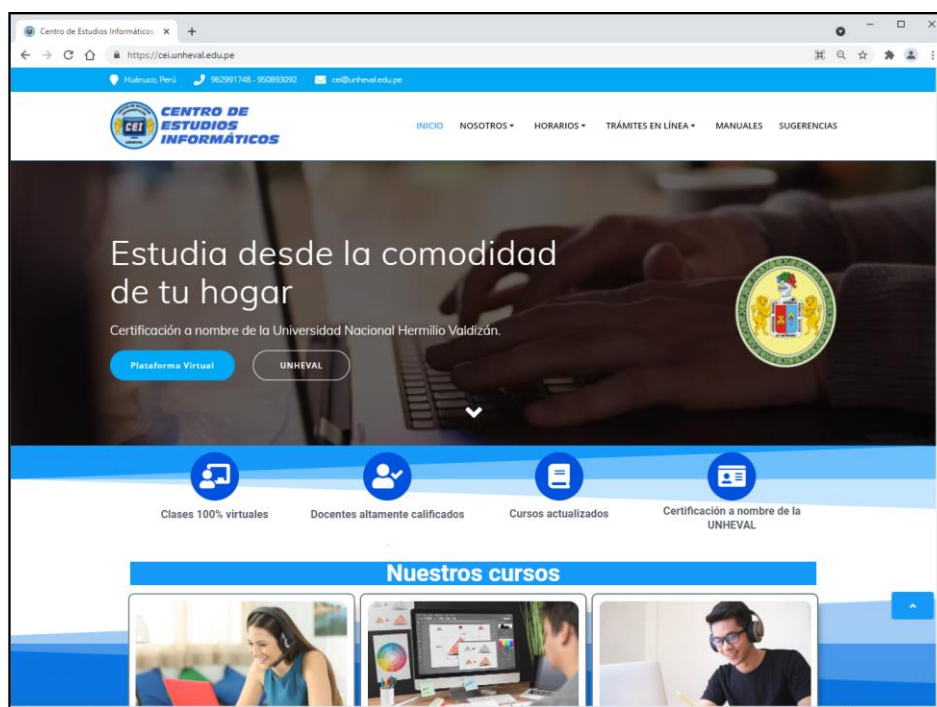 Centro de Estudios Informáticos
https://cei.unheval.edu.pe
Huánuco, Perú 962991748 - 950893092 cei@unheval.edu.pe
CEI
CENTRO DE
ESTUDIOS
INFORMÁTICOS
INICIO NOSOTROS HORARIOS TRÁMITES EN LÍNEA MANUALES SUGERENCIAS
Estudia desde la comodidad
de tu hogar
Certificación a nombre de la Universidad Nacional Hermilio Valdizán.
Plataforma Virtual UNHEVAL
Clases 100% virtuales Docentes altamente calificados Cursos actualizados Certificación a nombre de la
UNHEVAL
Nuestros cursos